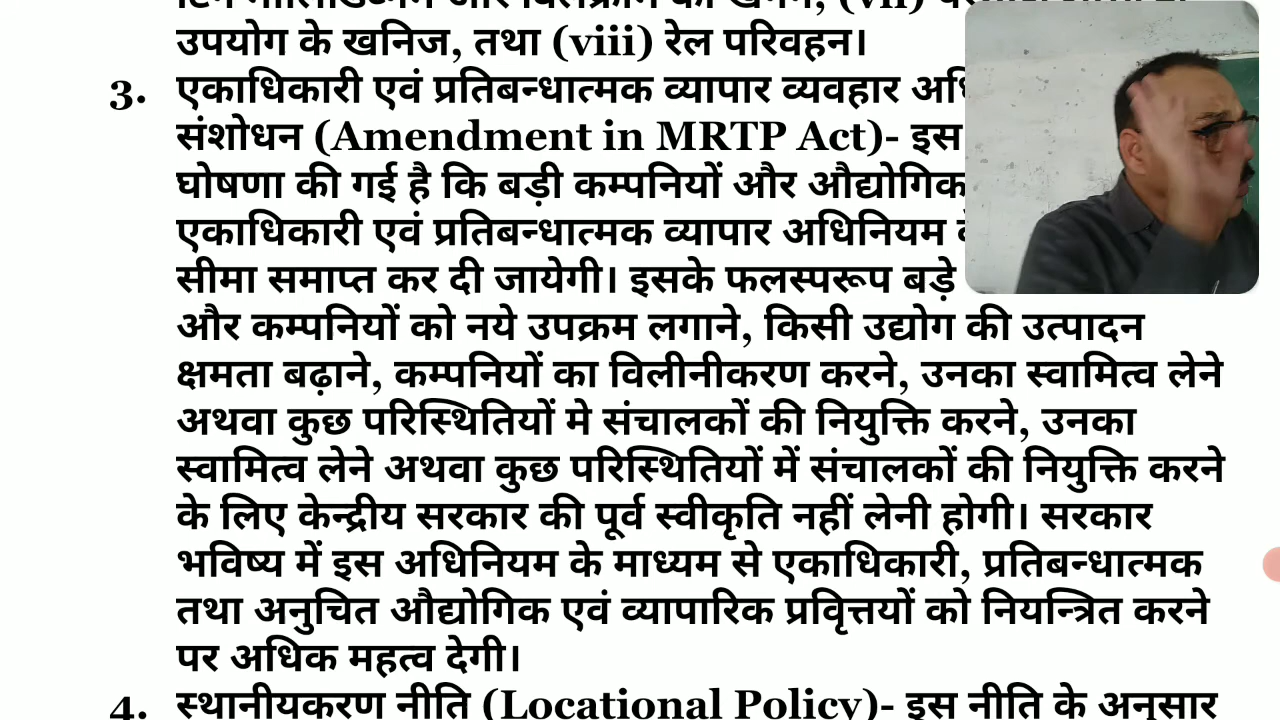 उपयोग के खनिज, तथा (viii) रेल परिवहन।
3. एकाधिकारी एवं प्रतिबन्धात्मक व्यापार व्यवहार
संशोधन (Amendment in MRTP Act)- इस
घोषणा की गई है कि बड़ी कम्पनियों और औद्योगिक
एकाधिकारी एवं प्रतिबन्धात्मक व्यापार अधिनियम
सीमा समाप्त कर दी जायेगी। इसके फलस्परूप बड़े
और कम्पनियों को नये उपक्रम लगाने, किसी उद्योग की उत्पादन
क्षमता बढ़ाने, कम्पनियों का विलीनीकरण करने, उनका स्वामित्व लेने
अथवा कुछ परिस्थितियों मे संचालकों की नियुक्ति करने, उनका
स्वामित्व लेने अथवा कुछ परिस्थितियों में संचालकों की नियुक्ति करने
के लिए केन्द्रीय सरकार की पूर्व स्वीकृति नहीं लेनी होगी। सरकार
भविष्य में इस अधिनियम के माध्यम से एकाधिकारी, प्रतिबन्धात्मक
तथा अनुचित औद्योगिक एवं व्यापारिक प्रवृित्तयों को नियन्त्रित करने
पर अधिक महत्व देगी।
4. स्थानीयकरण नीति (Locational Policy)- इस नीति के अनुसार